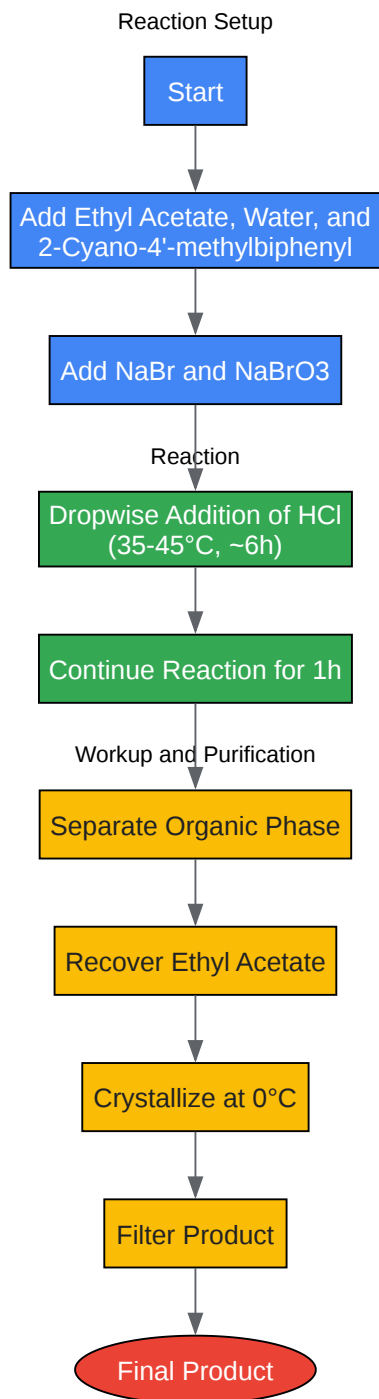 Reaction Setup
Start
Add Ethyl Acetate, Water, and
2-Cyano-4'-methylbiphenyl
Add NaBr and NaBrO3
Reaction
Dropwise Addition of HCl
(35-45°C, ~6h)
Continue Reaction for 1h
Workup and Purification
Separate Organic Phase
Recover Ethyl Acetate
Crystallize at 0°C
Filter Product
Final Product